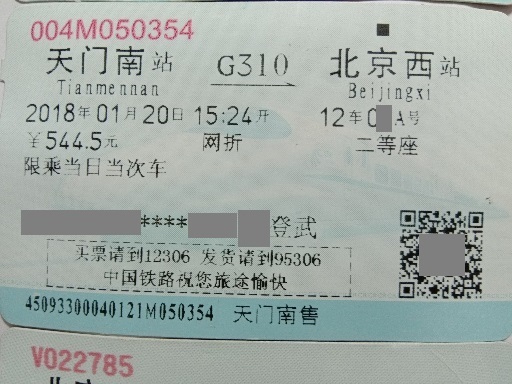 004M050354
天门南站 G310 北京西站
Tianmennan Beijingxi
2018年01月20日 15:24开 12车0 A号
￥544.5元 网折 二等座
限乘当日当次车
**** 登武
买票请到12306 发货请到95306
中国铁路祝您旅途愉快
45093300040121M050354 天门南售
V022785